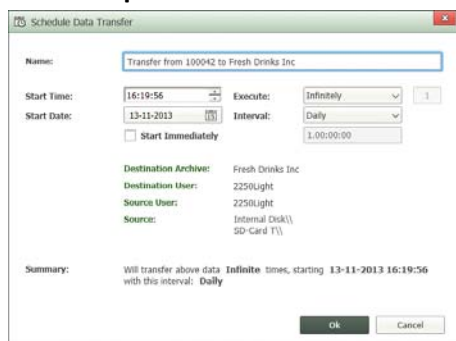 Schedule Data Transfer
Name: Transfer from 100042 to Fresh Drinks Inc
Start Time: 16:19:56 Execute: Infinitely 1
Start Date: 13-11-2013 Interval: Daily
Start Immediately 1.00:00:00
Destination Archive: Fresh Drinks Inc
Destination User: 2250Light
Source User: 2250Light
Source: Internal Disk\\
SD-Card T\\
Summary: Will transfer above data Infinite times, starting 13-11-2013 16:19:56
with this interval: Daily
Ok Cancel